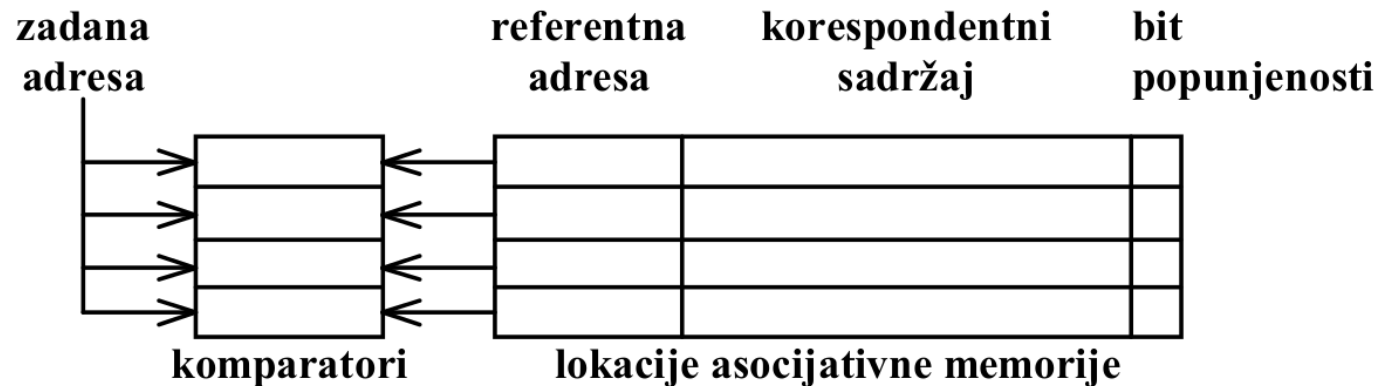 zadana
adresa
referentna
adresa
korespondentni
sadržaj
bit
popunjenosti
komparatori
lokacije asocijativne memorije